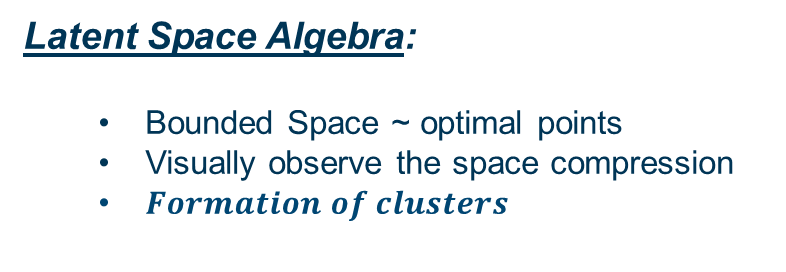 Latent Space Algebra:
• Bounded Space ~ optimal points
• Visually observe the space compression
• Formation of clusters